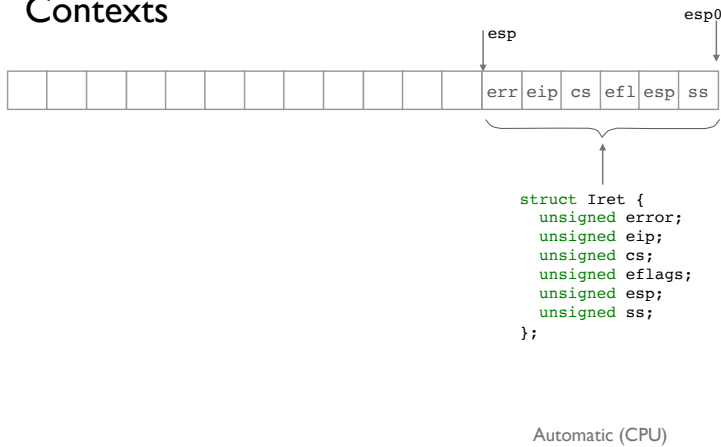 Contexts
esp0
esp
err eip cs efl esp ss
struct Iret {
unsigned error;
unsigned eip;
unsigned cs;
unsigned eflags;
unsigned esp;
unsigned ss;
};
Automatic (CPU)